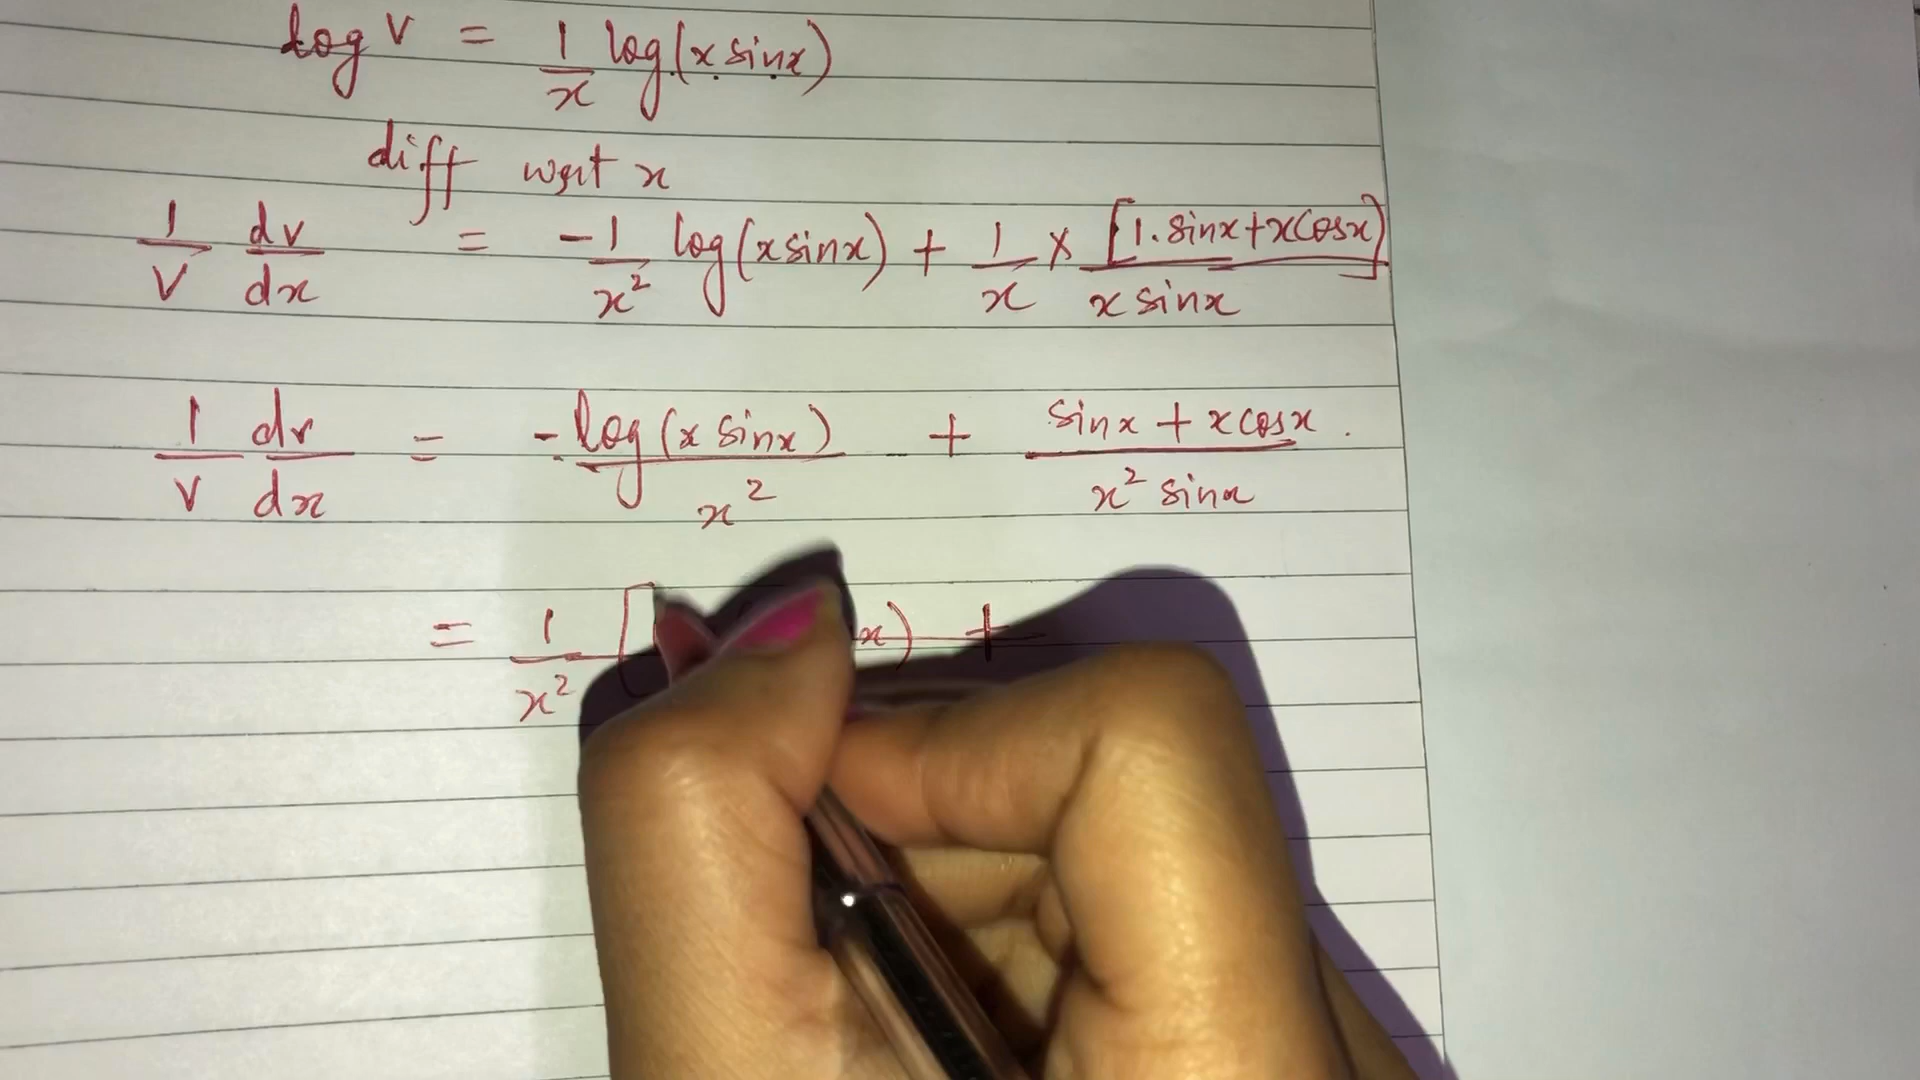 log v = 1/x log(x sinx)
diff wrt x
1/v dv/dx = -1/x² log(x sinx) + 1/x × [1. sinx + x cosx]/x sinx
1/v dv/dx = -log(x sinx)/x² + sinx + x cosx/x² sinx
= 1/x² [ x) +